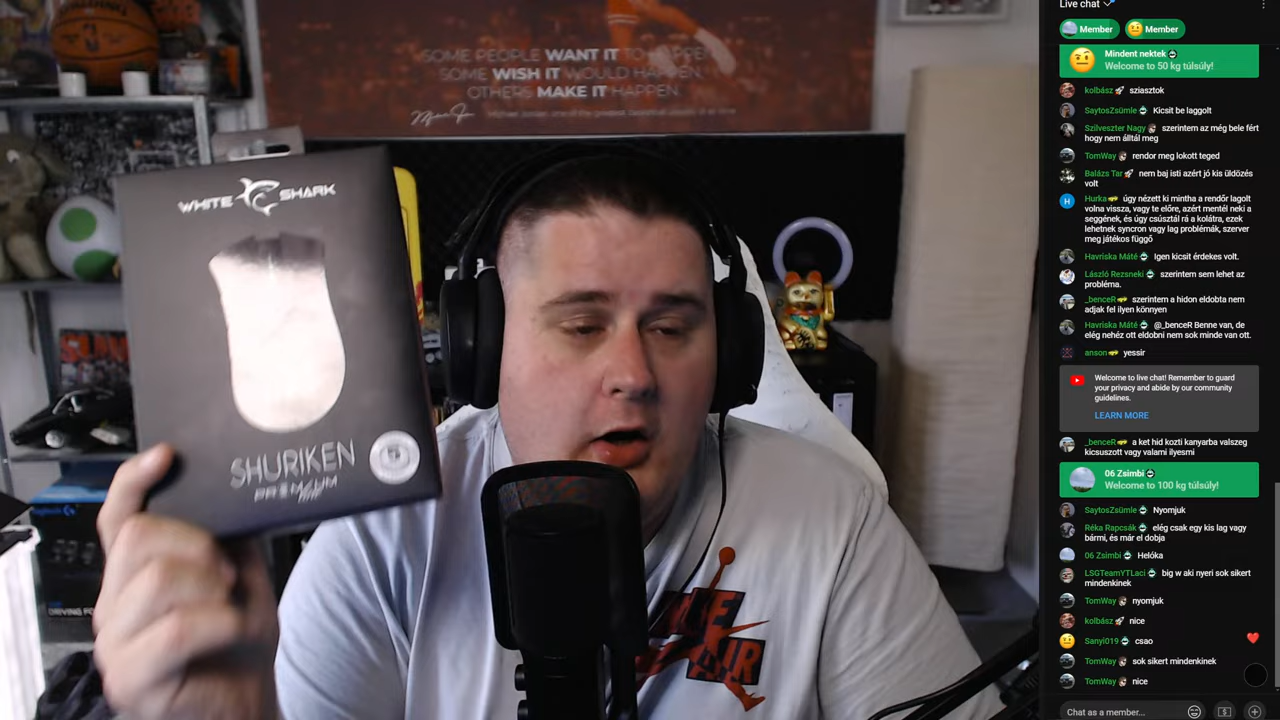 SOME PEOPLE WANT IT TO HAPPEN,
SOME WISH IT WOULD HAPPEN,
OTHERS MAKE IT HAPPEN.
WHITE SHARK
SHURIKEN
PREMIUM
DRIVING FO
AIR
Live chat
Member
Member
Mindent nektek
Welcome to 50 kg túlsúly!
kolbász sziasztok
SaytosZsümle Kicsit be laggolt
Szilveszter Nagy szerintem az még bele fért
hogy nem álltál meg
TomWay rendor meg lokott teged
Balázs Tar nem baj isti azért jó kis üldözés
volt
H
Hurka úgy nézett ki mintha a rendőr lagolt
volna vissza, vagy te előre, azért mentél neki a
seggének, és úgy csúsztál rá a kolátra, ezek
lehetnek syncron vagy lag problémák, szerver
meg játékos függő
Havriska Máté Igen kicsit érdekes volt.
László Rezsneki szerintem sem lehet az
probléma.
_benceR szerintem a hidon eldobta nem
adjak fel ilyen könnyen
Havriska Máté @_benceR Benne van, de
elég nehéz ott eldobni nem sok minde van ott.
anson yessir
Welcome to live chat! Remember to guard
your privacy and abide by our community
guidelines.
LEARN MORE
_benceR a ket hid kozti kanyarba valszeg
kicsuszott vagy valami ilyesmi
06 Zsimbi
Welcome to 100 kg túlsúly!
SaytosZsümle Nyomjuk
Réka Rapcsák elég csak egy kis lag vagy
bármi, és már el dobja
06 Zsimbi Helóka
LSGTeamYTLaci big w aki nyeri sok sikert
mindenkinek
TomWay nyomjuk
kolbász nice
Sanyi019 csao
TomWay sok sikert mindenkinek
TomWay nice
Chat as a member...